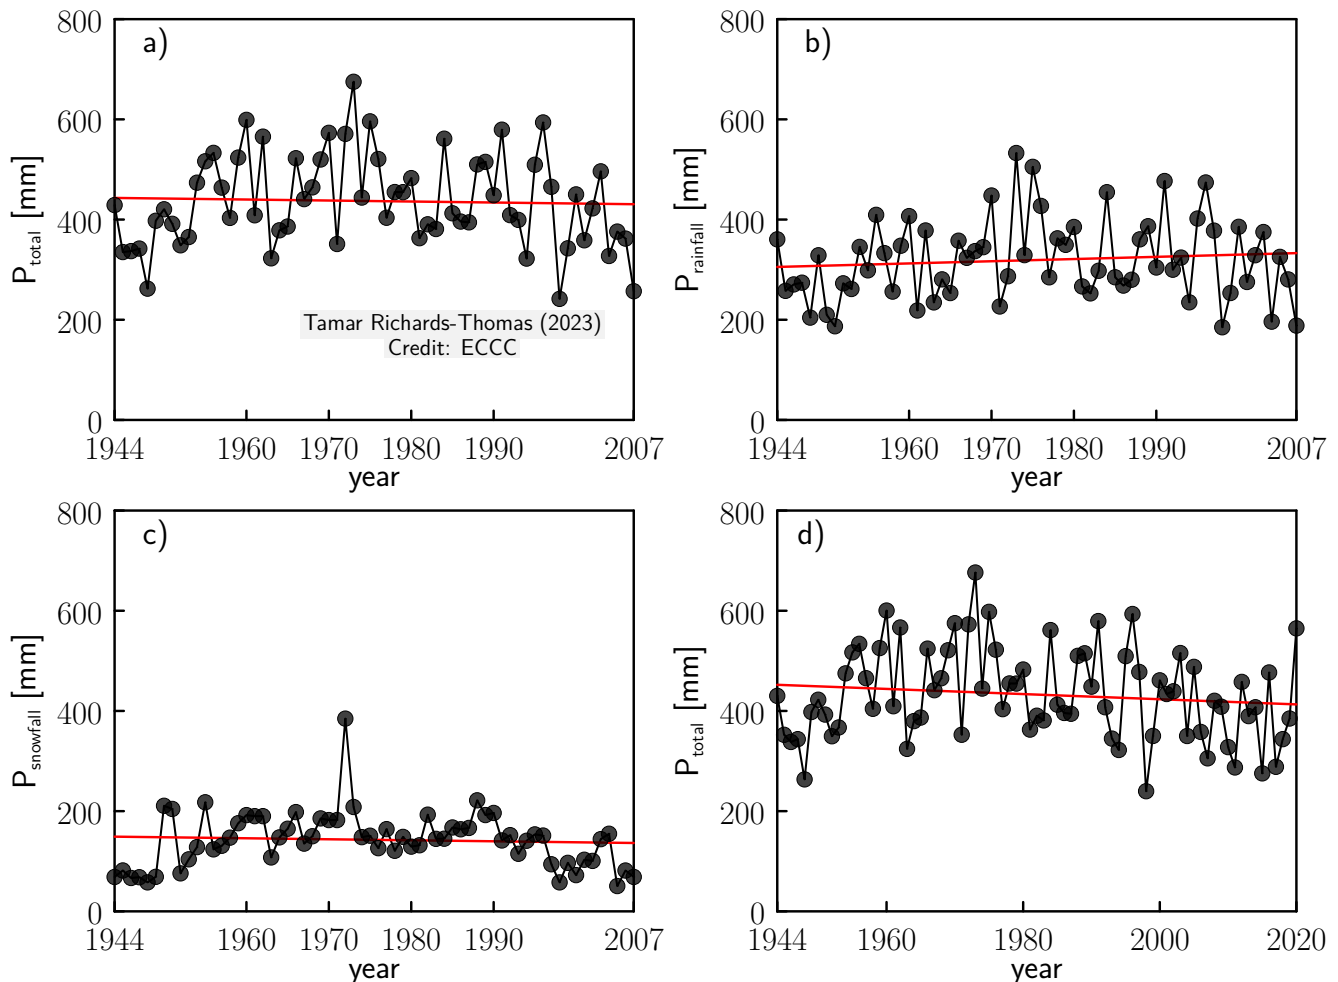 a)
800
600
400
200
0
P_total [mm]
Tamar Richards-Thomas (2023)
Credit: ECCC
1944 1960 1970 1980 1990 2007
year
b)
800
600
400
200
0
P_rainfall [mm]
1944 1960 1970 1980 1990 2007
year
c)
800
600
400
200
0
P_snowfall [mm]
1944 1960 1970 1980 1990 2007
year
d)
800
600
400
200
0
P_total [mm]
1944 1960 1980 2000 2020
year